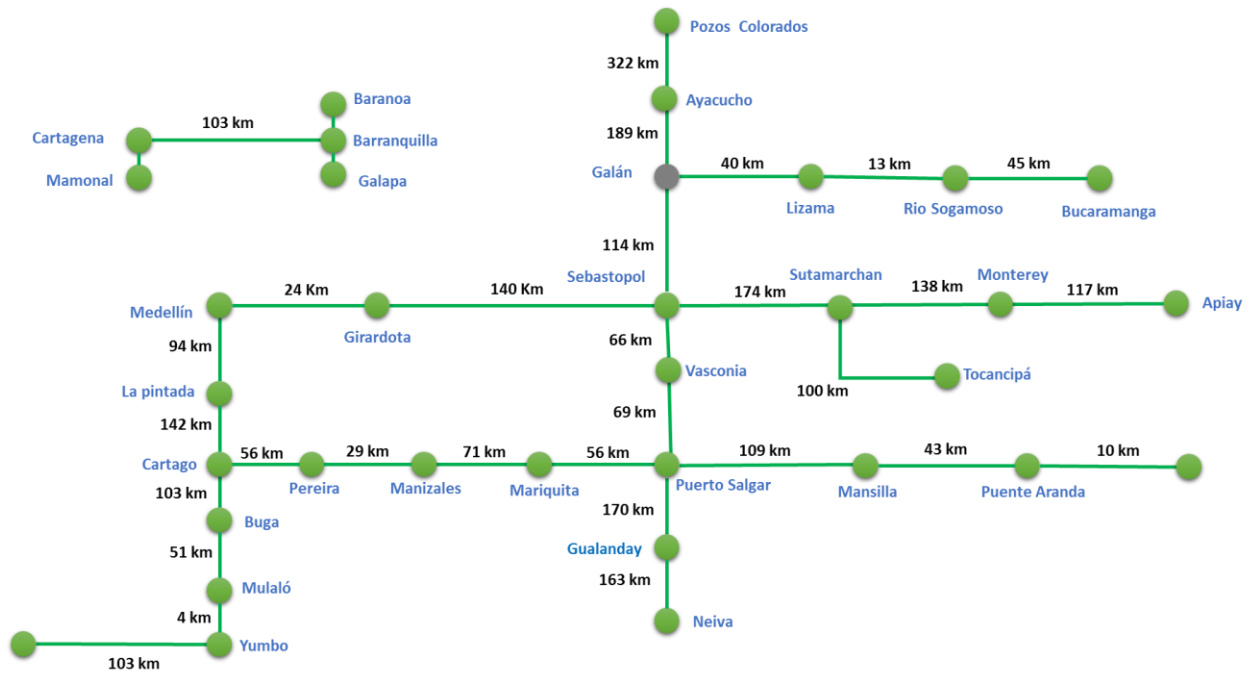 Pozos Colorados
322 km
Baranoa
Ayacucho
103 km
189 km
Cartagena
Barranquilla
40 km
13 km
45 km
Galán
Mamonal
Galapa
Lizama
Rio Sogamoso
Bucaramanga
114 km
Sebastopol
Sutamarchan
Monterey
24 Km
140 Km
174 km
138 km
117 km
Medellín
Apiay
Girardota
66 km
94 km
Vasconia
Tocancipá
La pintada
100 km
69 km
142 km
56 km
29 km
71 km
56 km
109 km
43 km
10 km
Cartago
Pereira
Manizales
Mariquita
Puerto Salgar
Mansilla
Puente Aranda
103 km
170 km
Buga
Gualanday
51 km
163 km
Mulaló
4 km
Neiva
Yumbo
103 km